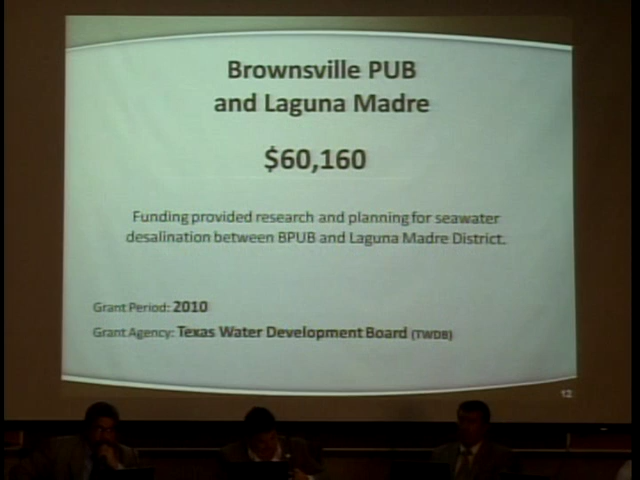 Brownsville PUB
and Laguna Madre
$60,160
Funding provided research and planning for seawater
desalination between BPUB and Laguna Madre District.
Grant Period: 2010
Grant Agency: Texas Water Development Board (TWDB)
12